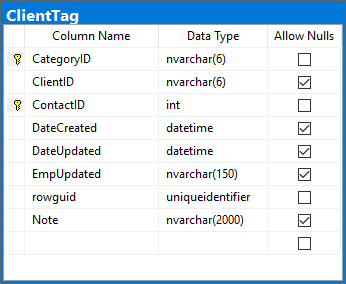 ClientTag
Column Name Data Type Allow Nulls
CategoryID nvarchar(6)
ClientID nvarchar(6)
ContactID int
DateCreated datetime
DateUpdated datetime
EmpUpdated nvarchar(150)
rowguid uniqueidentifier
Note nvarchar(2000)